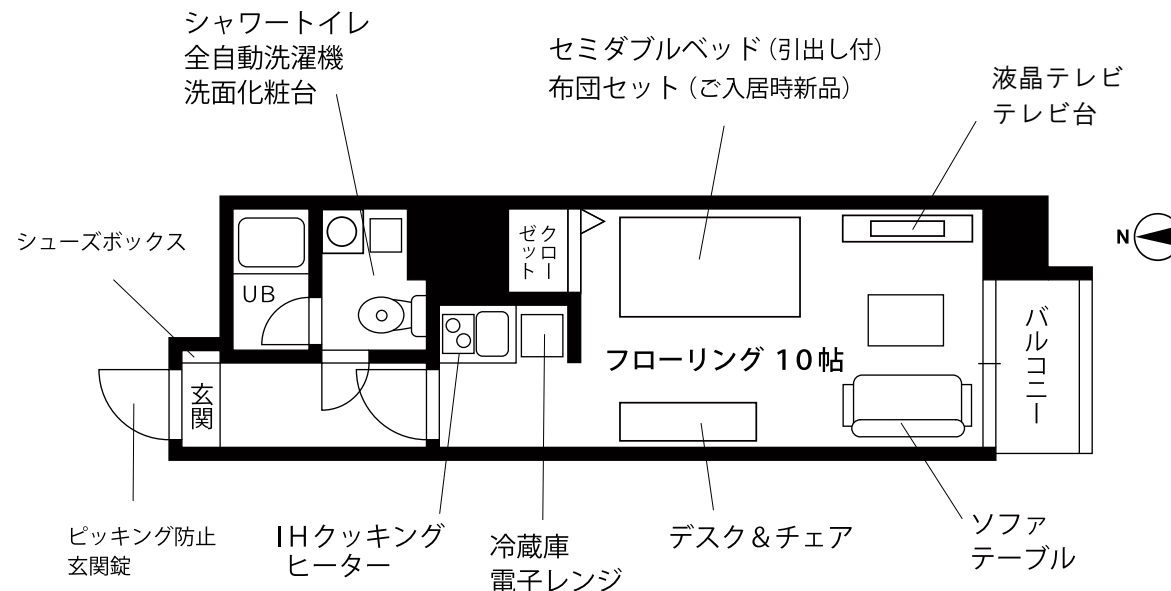 シャワートイレ
全自動洗濯機
洗面化粧台
セミダブルベッド（引出し付）
布団セット（ご入居時新品）
液晶テレビ
テレビ台
シューズボックス
UB
クロー
ゼット
N
フローリング 10帖
バルコニー
玄関
ピッキング防止
玄関錠
IHクッキング
ヒーター
冷蔵庫
電子レンジ
デスク＆チェア
ソファ
テーブル